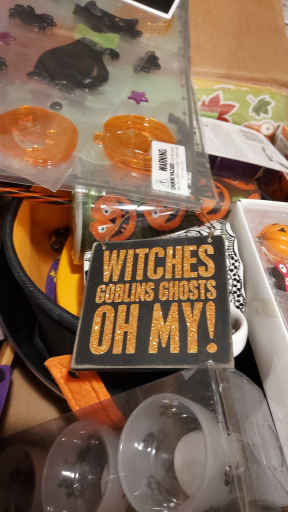 WARNING
WITCHES
GOBLINS GHOSTS
OH MY!